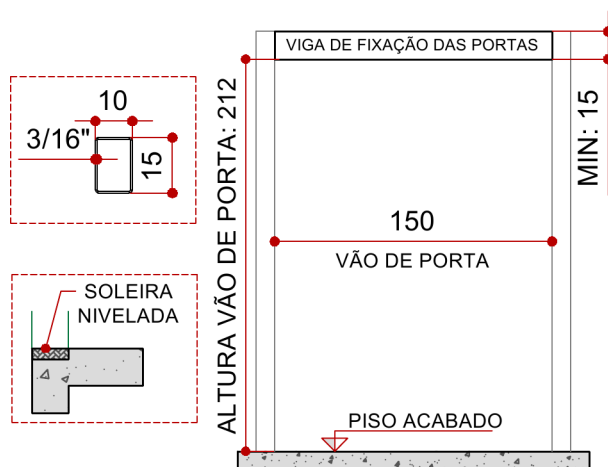 VIGA DE FIXAÇÃO DAS PORTAS
10
3/16"
15
ALTURA VÃO DE PORTA: 212
MIN: 15
150
VÃO DE PORTA
SOLEIRA
NIVELADA
PISO ACABADO